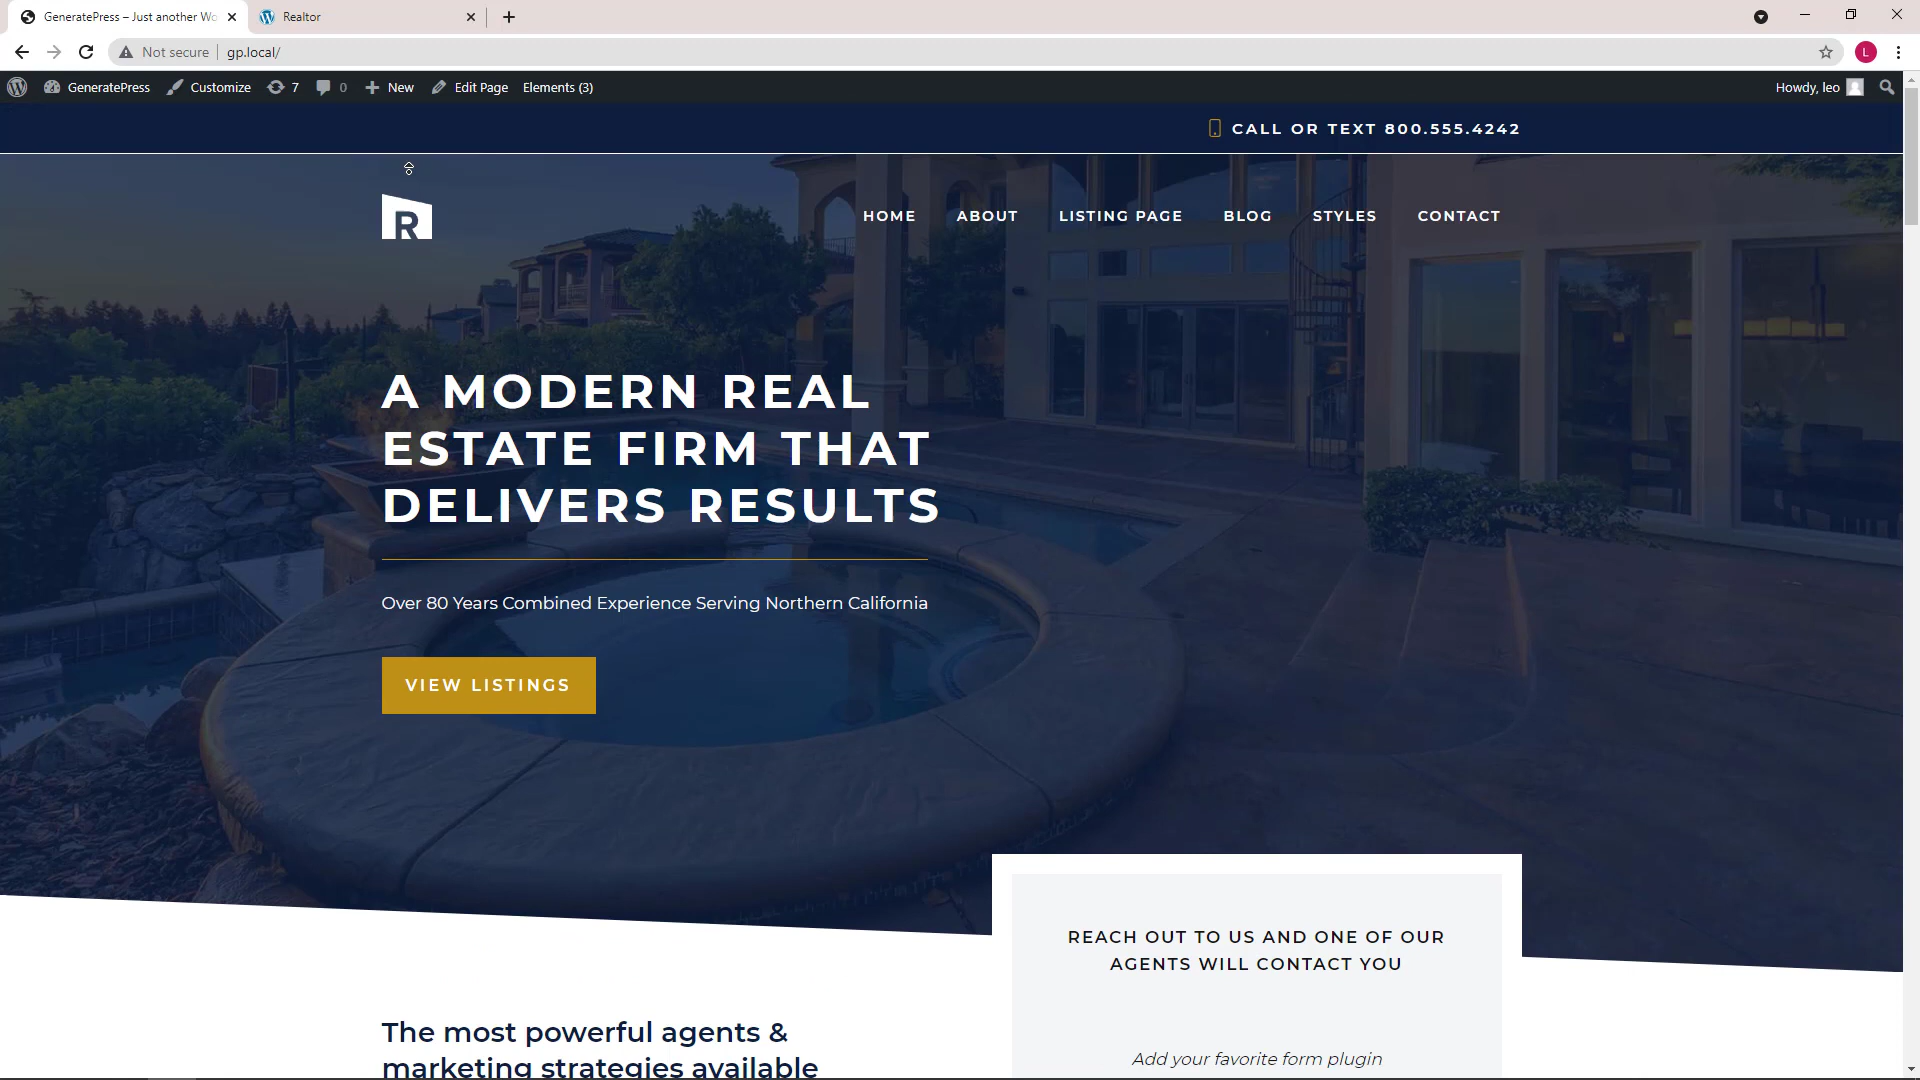 GeneratePress – Just another Wo
Realtor
Not secure
gp.local/
L
GeneratePress
Customize
7
0
New
Edit Page
Elements (3)
Howdy, leo
CALL OR TEXT 800.555.4242
R
HOME
ABOUT
LISTING PAGE
BLOG
STYLES
CONTACT
A MODERN REAL
ESTATE FIRM THAT
DELIVERS RESULTS
Over 80 Years Combined Experience Serving Northern California
VIEW LISTINGS
REACH OUT TO US AND ONE OF OUR
AGENTS WILL CONTACT YOU
The most powerful agents &
marketing strategies available
Add your favorite form plugin